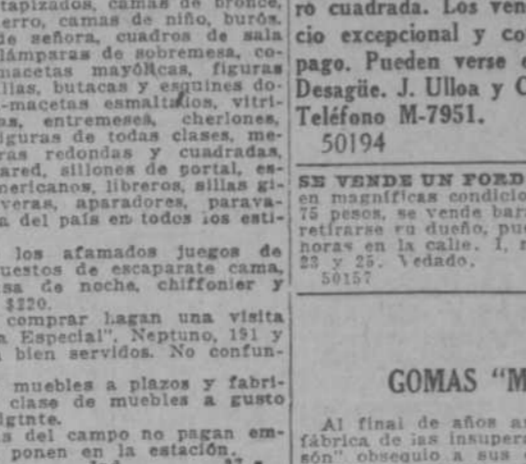 tapizados, camas de bronce,
erro, camas de niño, burós,
de señora, cuadros de sala
lámparas de sobremesa, co-
macetas mayólicas, figuras
llas, butacas y esquines do-
-macetas esmaltados, vitri-
as, entremeses, cherlones,
iguras de todas clases, me-
ras redondas y cuadradas,
ared, sillones de portal, es-
mericanos, libreros, sillas gi-
veras, aparadores, parava-
a del país en todos los esti-
los afamados juegos de
uestos de escaparate cama,
sa de noche, chiffonier y
$220.
comprar hagan una visita
a Especial", Neptuno, 191 y
n bien servidos. No confun-
muebles a plazos y fabri-
clase de muebles a gusto
igtnte.
as del campo no pagan em-
ponen en la estación.
ro cuadrada. Los ven
cio excepcional y co
pago. Pueden verse e
Desagüe. J. Ulloa y C
Teléfono M-7951.
50194
SE VENDE UN FORD
en magníficas condicio
75 pesos, se vende bar
retirarse su dueño, pue
horas en la calle. I, n
23 y 25. Vedado.
50157
GOMAS "M
Al final de años a
fábrica de las insuper
són" obsequio a sus